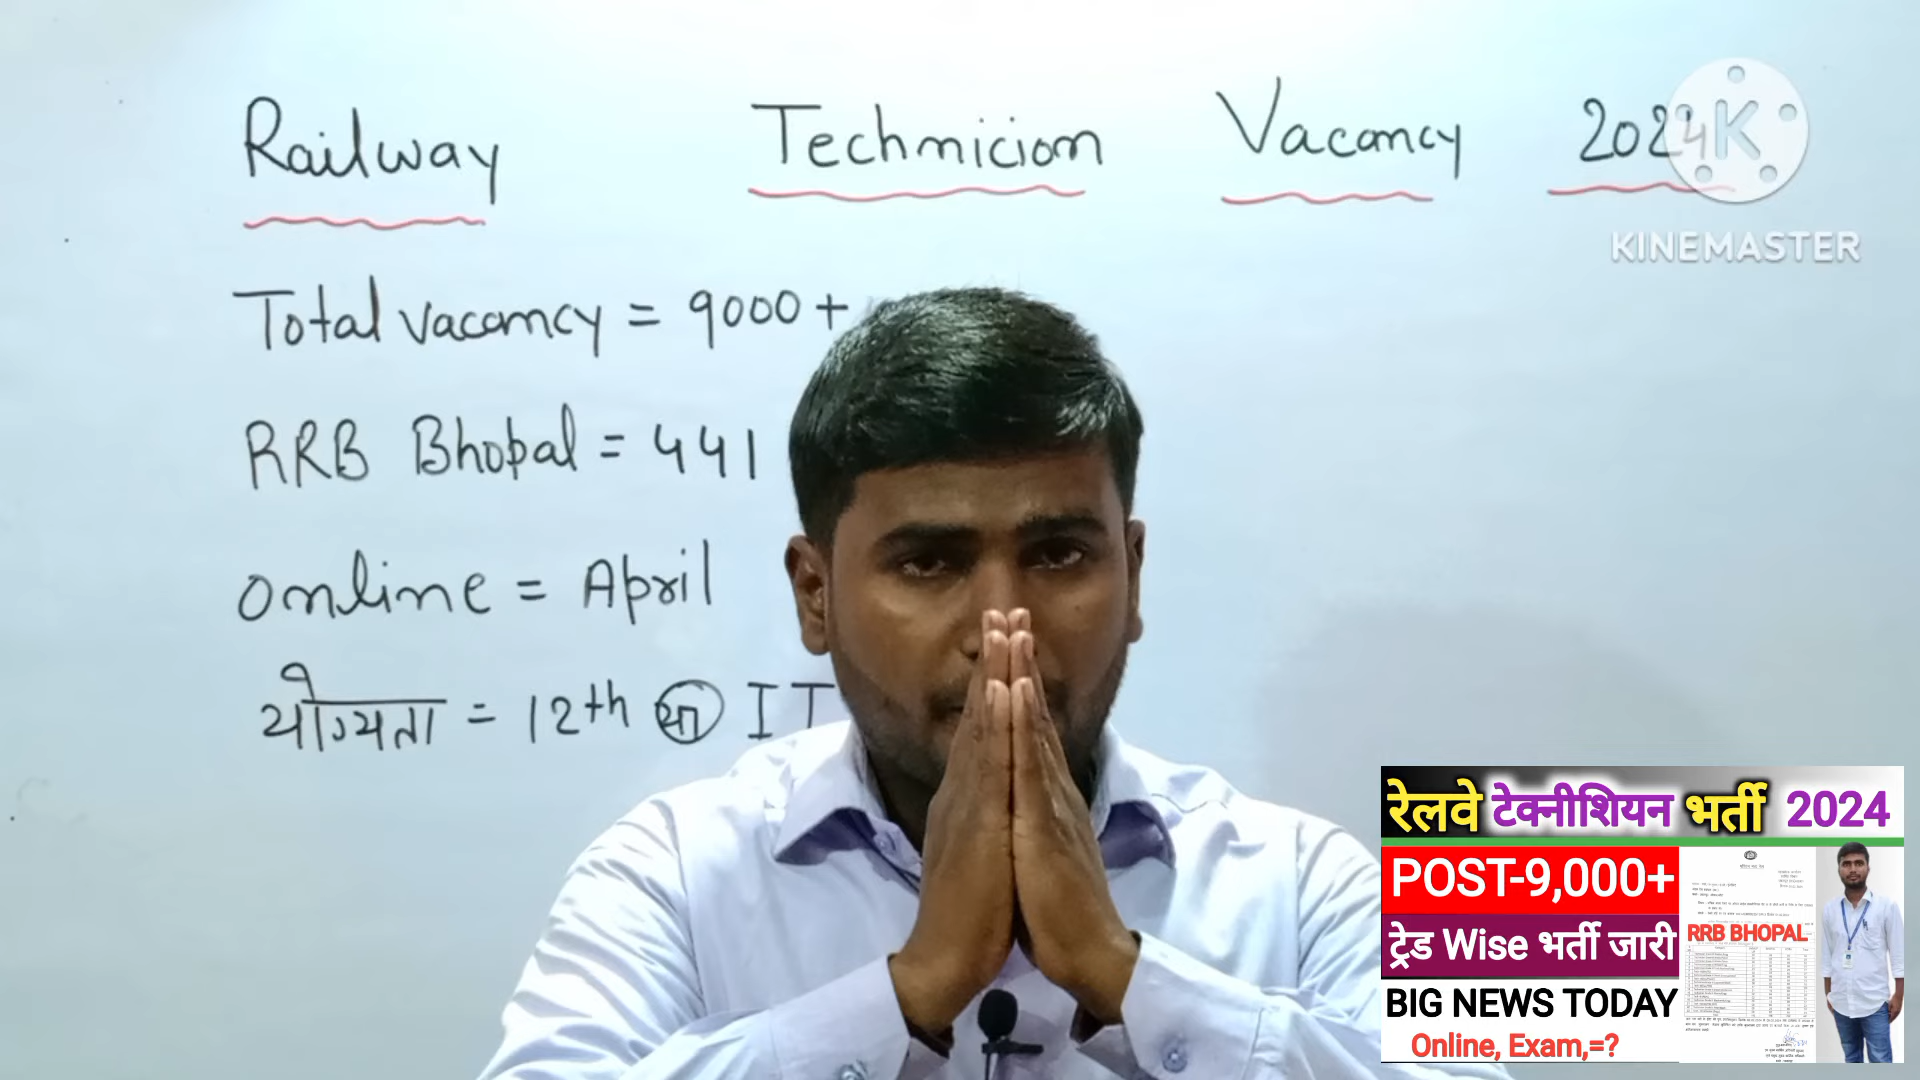 Railway Technician Vacancy 2024
K
KINEMASTER
Total vacancy = 9000+
RRB Bhopal = 441
online = April
योग्यता = 12th या IT
रेलवे टेक्नीशियन भर्ती 2024
POST-9,000+
ट्रेड Wise भर्ती जारी
RRB BHOPAL
BIG NEWS TODAY
Online, Exam,=?